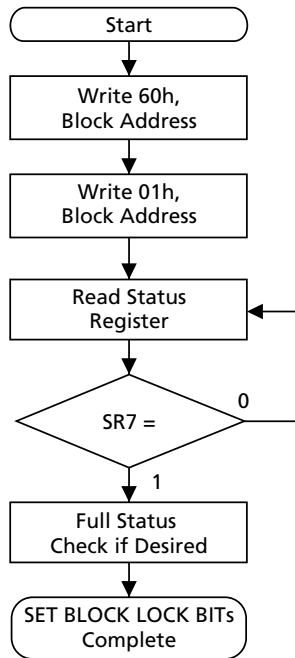 Start
Write 60h,
Block Address
Write 01h,
Block Address
Read Status
Register
SR7 =
0
1
Full Status
Check if Desired
SET BLOCK LOCK BITs
Complete